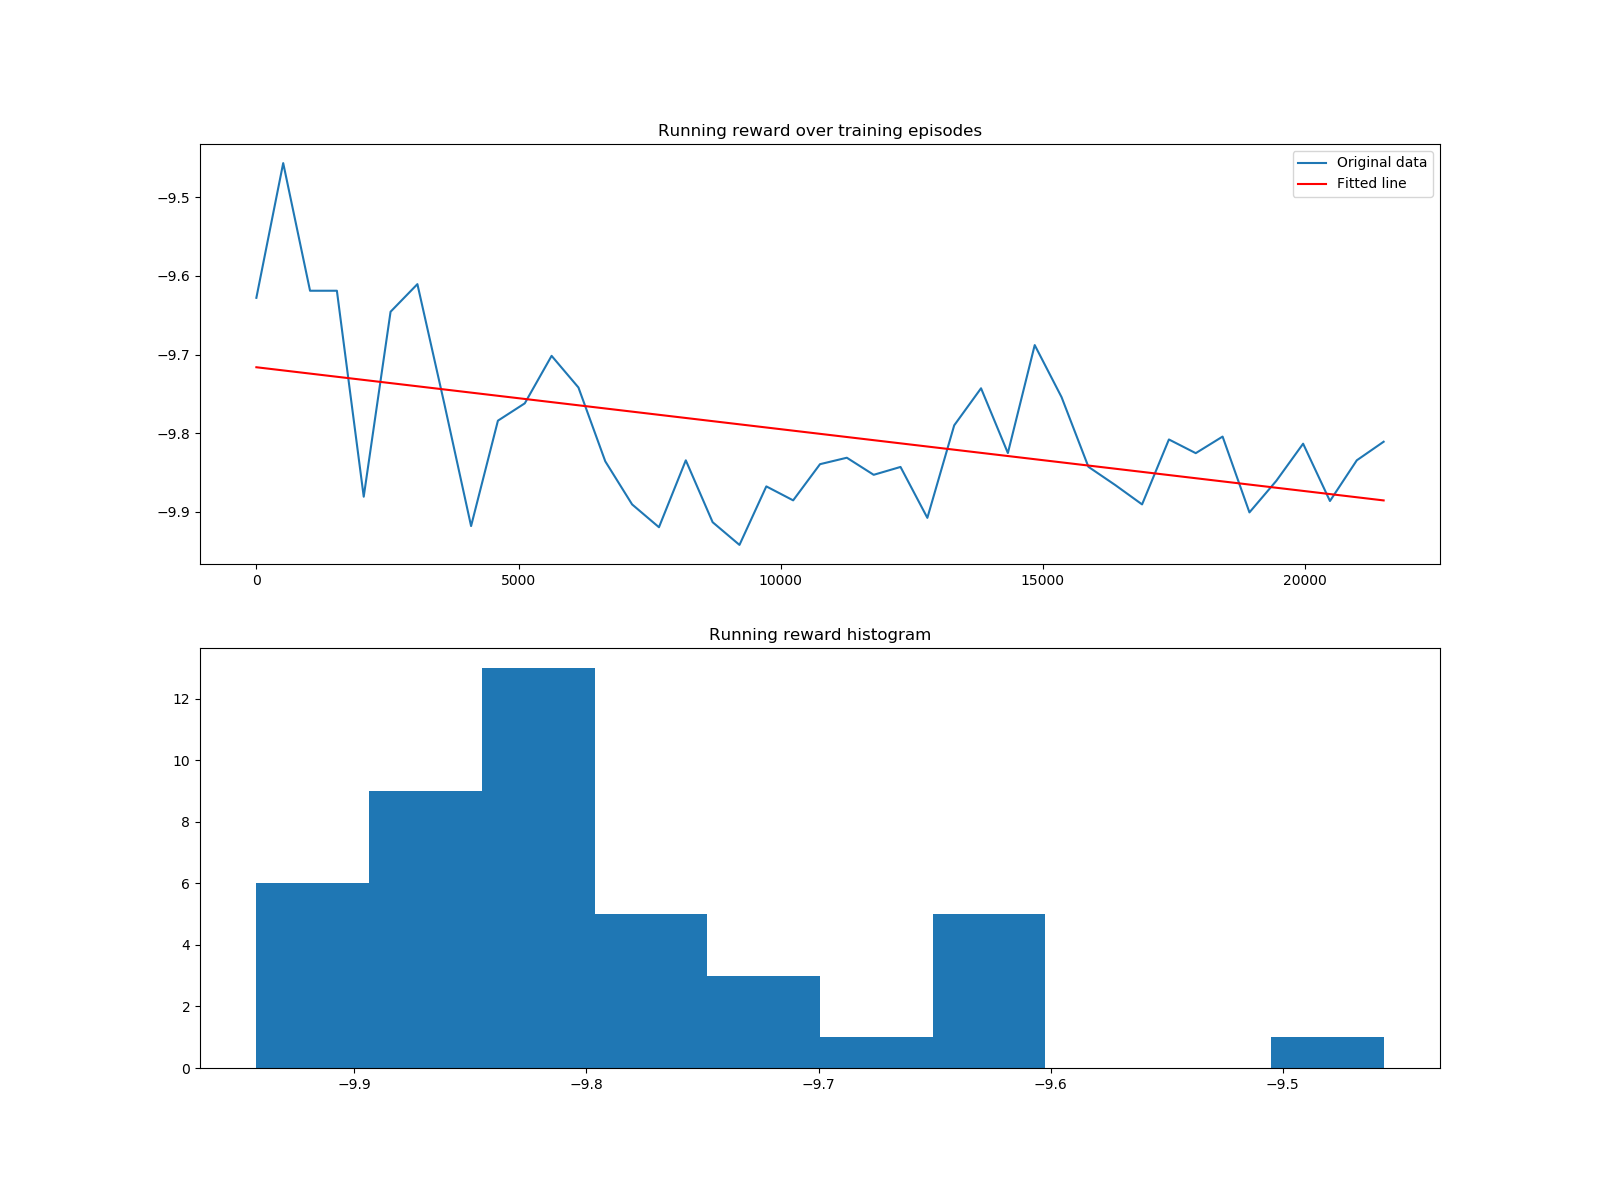 Running reward over training episodes
Original data
Fitted line
−9.5
−9.6
−9.7
−9.8
−9.9
0 5000 10000 15000 20000
Running reward histogram
12
10
8
6
4
2
0
−9.9 −9.8 −9.7 −9.6 −9.5